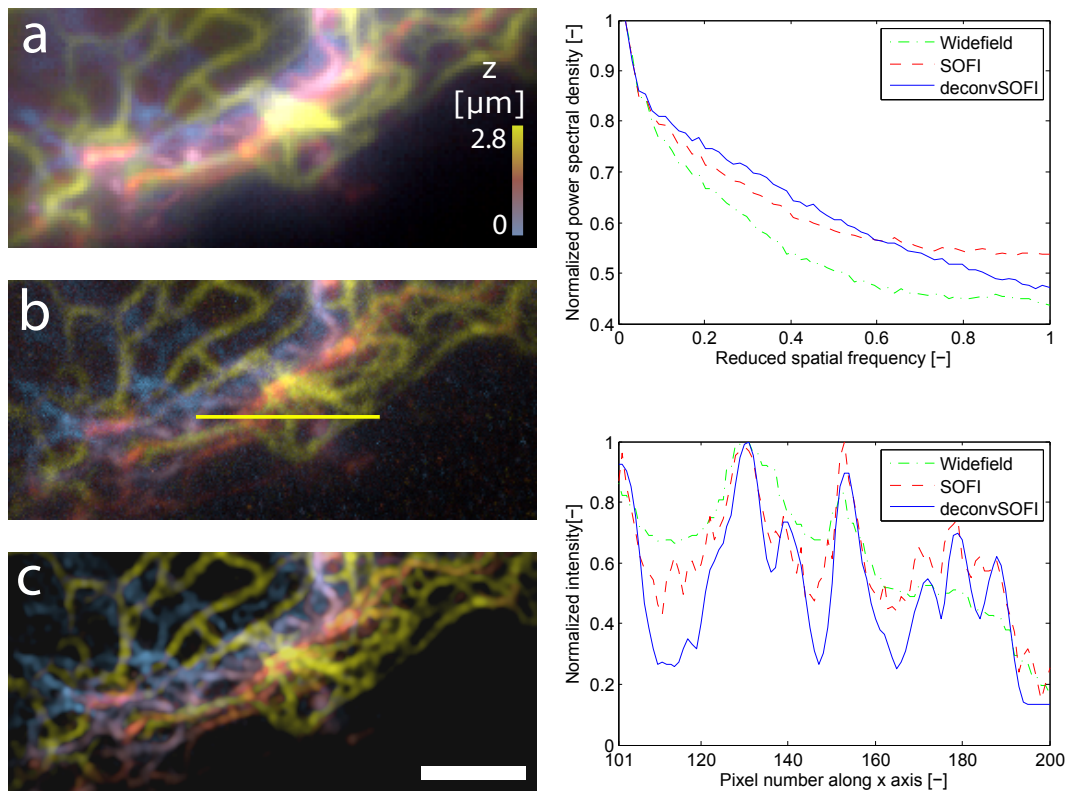 a
z
[µm]
2.8
0
b
c
Normalized power spectral density [−]
1
0.9
0.8
0.7
0.6
0.5
0.4
0
0.2
0.4
0.6
0.8
1
Reduced spatial frequency [−]
Widefield
SOFI
deconvSOFI
Normalized intensity[−]
1
0.8
0.6
0.4
0.2
0
101
120
140
160
180
200
Pixel number along x axis [−]
Widefield
SOFI
deconvSOFI